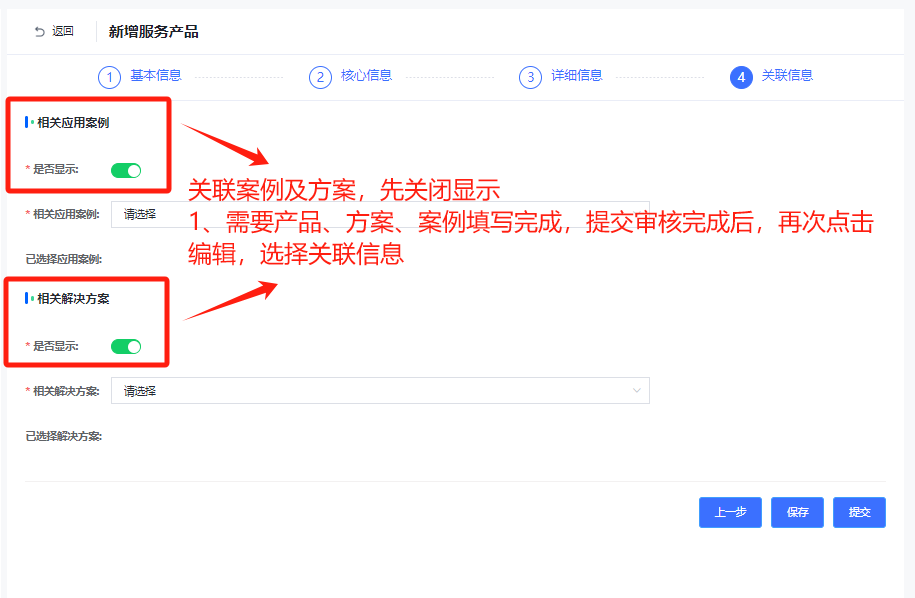 返回 新增服务产品
1 基本信息 2 核心信息 3 详细信息 4 关联信息
相关应用案例
* 是否显示:
* 相关应用案例: 请选择
已选择应用案例:
关联案例及方案，先关闭显示
1、需要产品、方案、案例填写完成，提交审核完成后，再次点击
编辑，选择关联信息
相关解决方案
* 是否显示:
* 相关解决方案: 请选择
已选择解决方案:
上一步 保存 提交